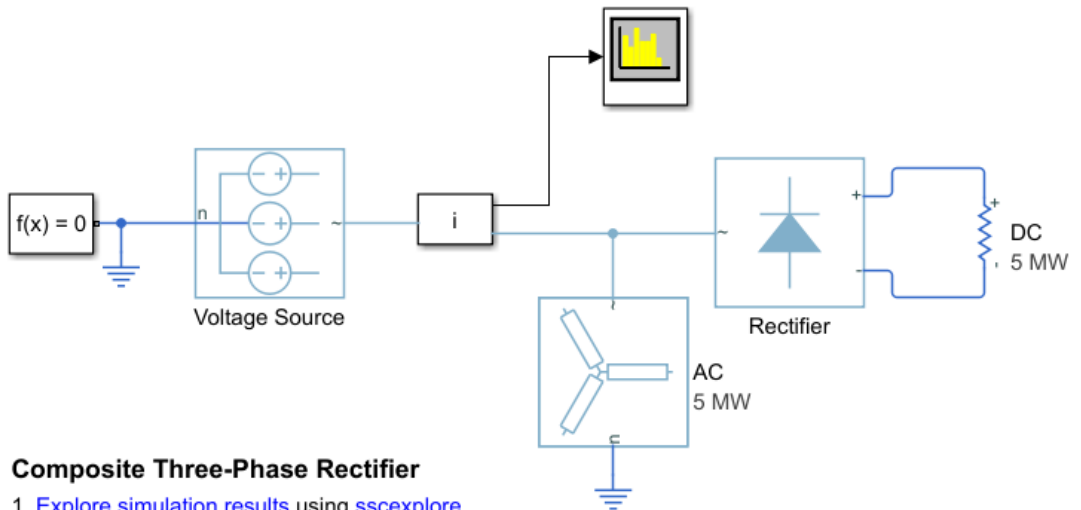 f(x) = 0
n
- +
- +
- +
~
Voltage Source
i
~
+
-
Rectifier
+
-
DC
5 MW
~
n
AC
5 MW
Composite Three-Phase Rectifier
1. Explore simulation results using sscexplore